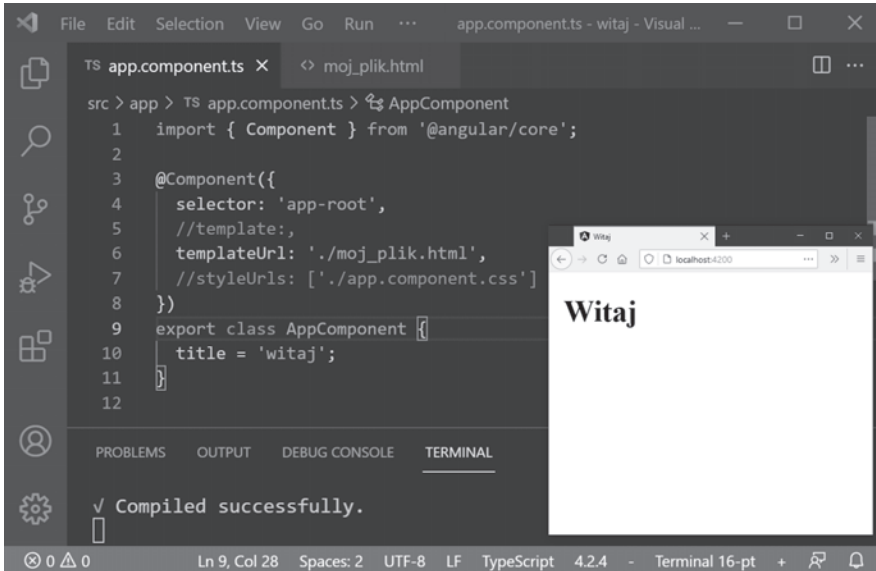 File Edit Selection View Go Run ··· app.component.ts - witaj - Visual ...
TS app.component.ts × <> moj_plik.html ···
src > app > TS app.component.ts > AppComponent
1 import { Component } from '@angular/core';
2
3 @Component({
4 selector: 'app-root',
5 //template:,
6 templateUrl: './moj_plik.html',
7 //styleUrls: ['./app.component.css']
8 })
9 export class AppComponent {
10 title = 'witaj';
11 }
12
Witaj
localhost:4200
Witaj
PROBLEMS OUTPUT DEBUG CONSOLE TERMINAL
√ Compiled successfully.
0 0 Ln 9, Col 28 Spaces: 2 UTF-8 LF TypeScript 4.2.4 - Terminal 16-pt +